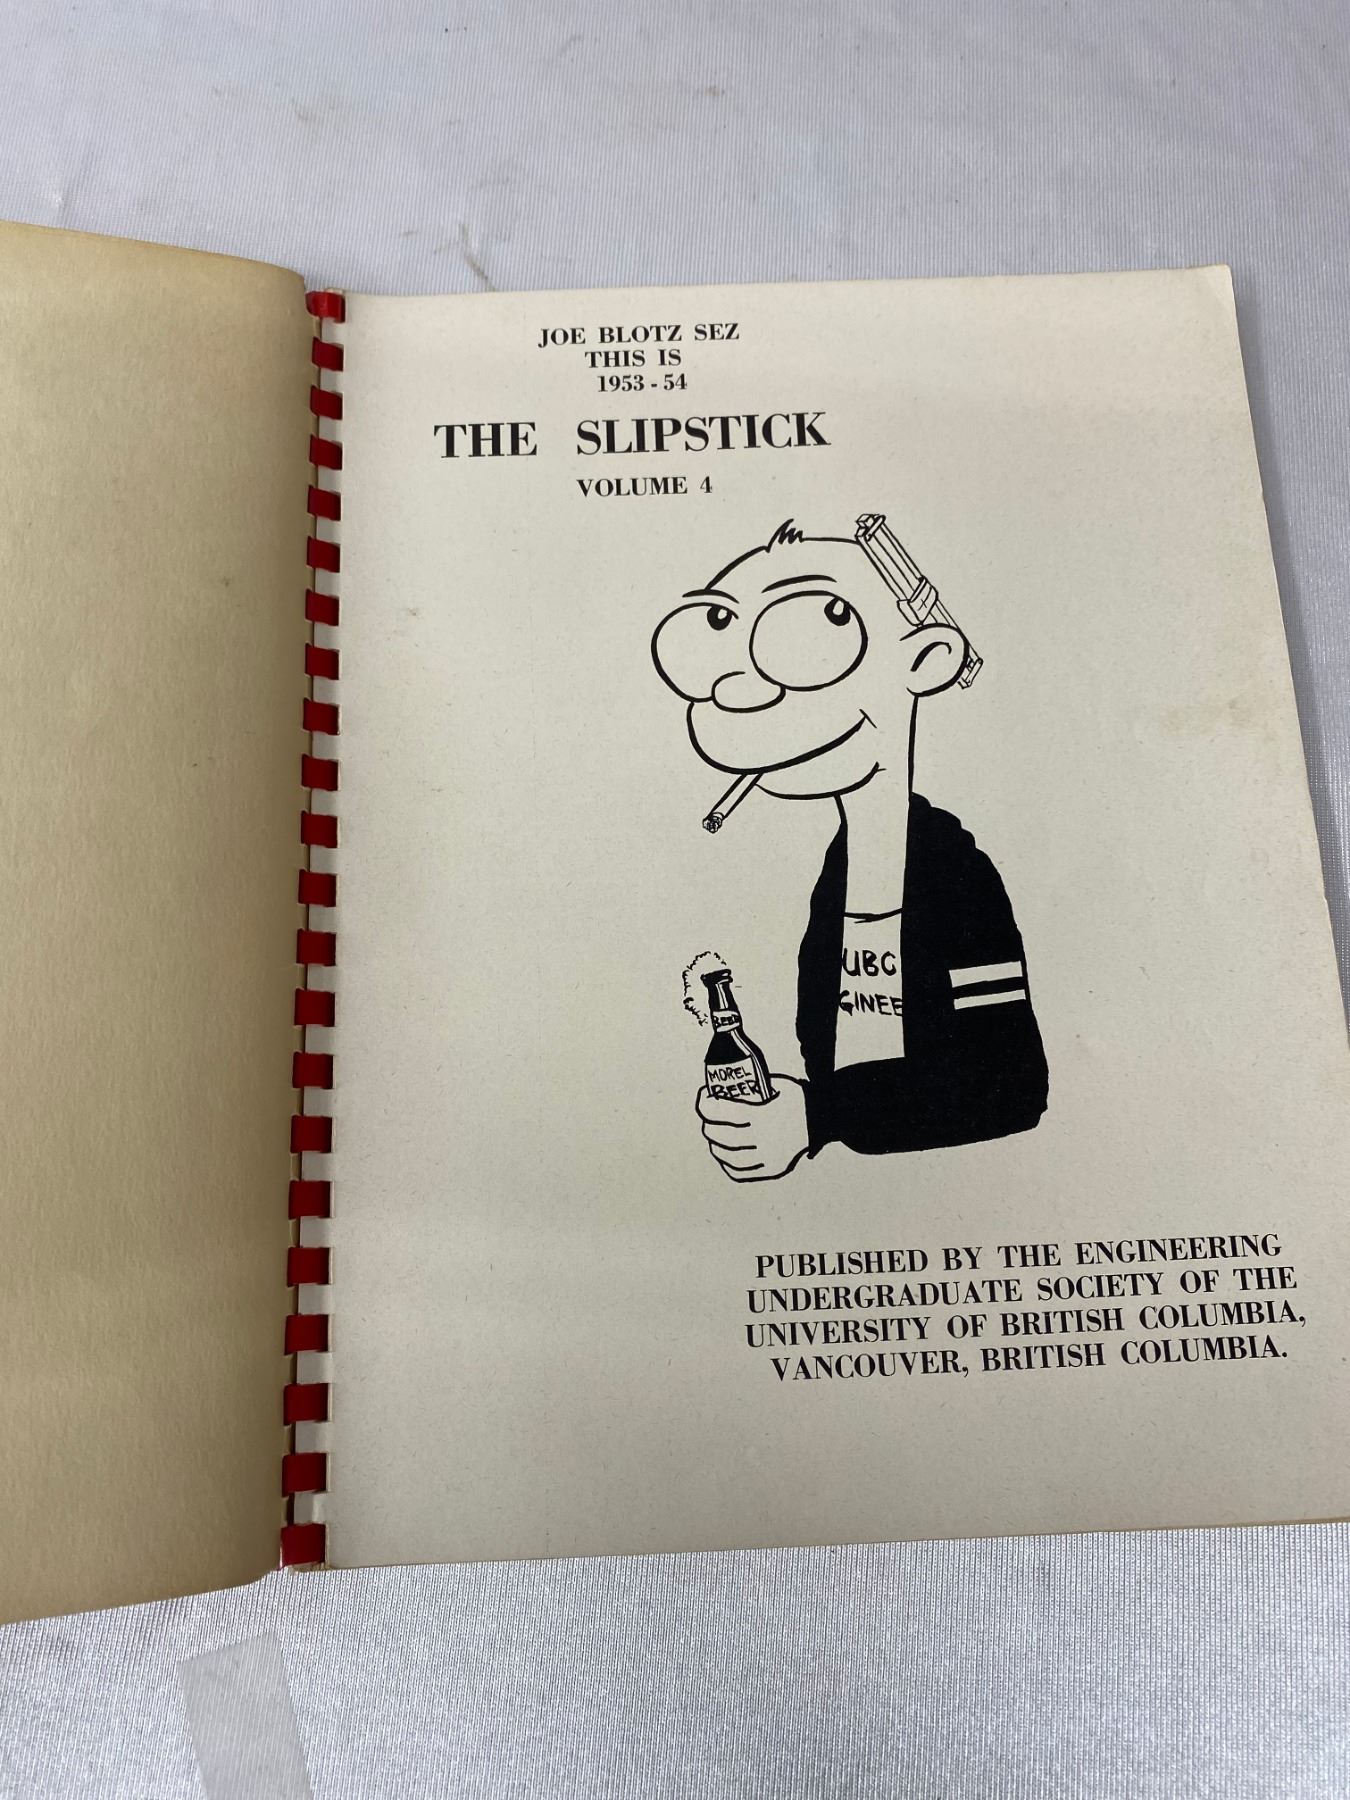 JOE BLOTZ SEZ
THIS IS
1953-54
THE SLIPSTICK
VOLUME 4
UBC
GINEE
BEER
MOREL
BEER
PUBLISHED BY THE ENGINEERING
UNDERGRADUATE SOCIETY OF THE
UNIVERSITY OF BRITISH COLUMBIA,
VANCOUVER, BRITISH COLUMBIA.